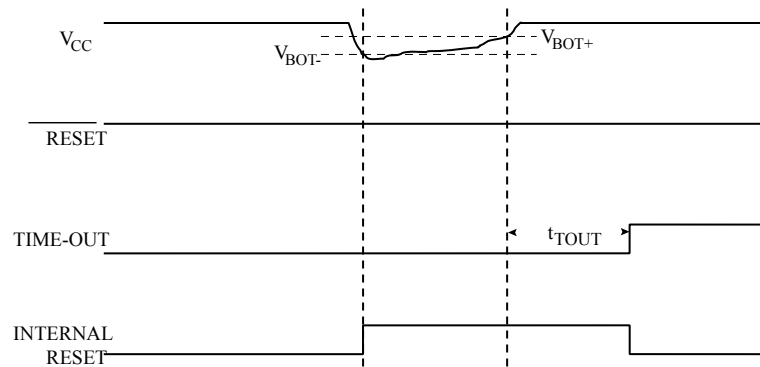 VCC
VBOT-
VBOT+
RESET
TIME-OUT
tTOUT
INTERNAL
RESET